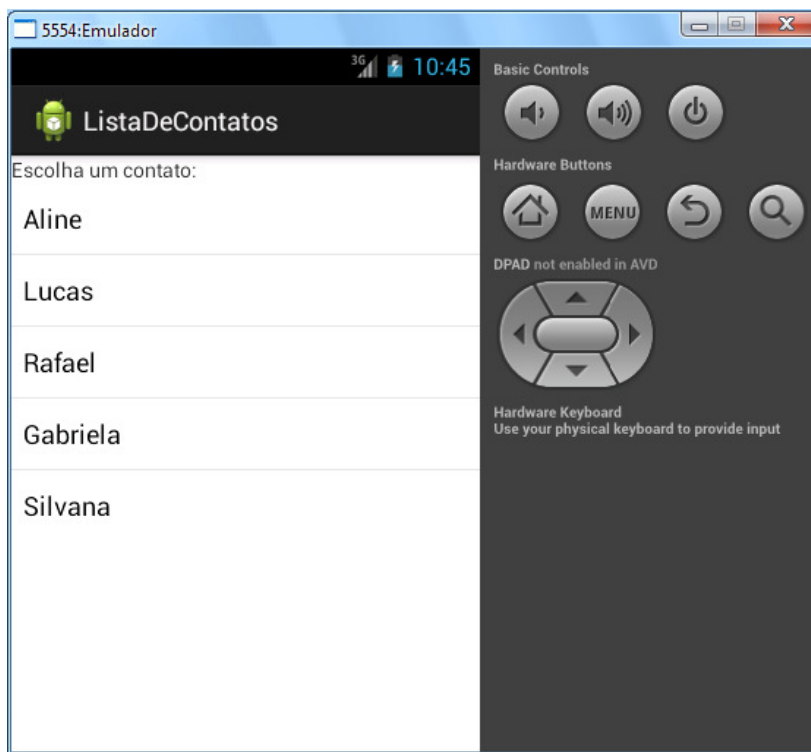 5554:Emulador
3G 10:45
ListaDeContatos
Escolha um contato:
Aline
Lucas
Rafael
Gabriela
Silvana
Basic Controls
Hardware Buttons
MENU
DPAD not enabled in AVD
Hardware Keyboard
Use your physical keyboard to provide input